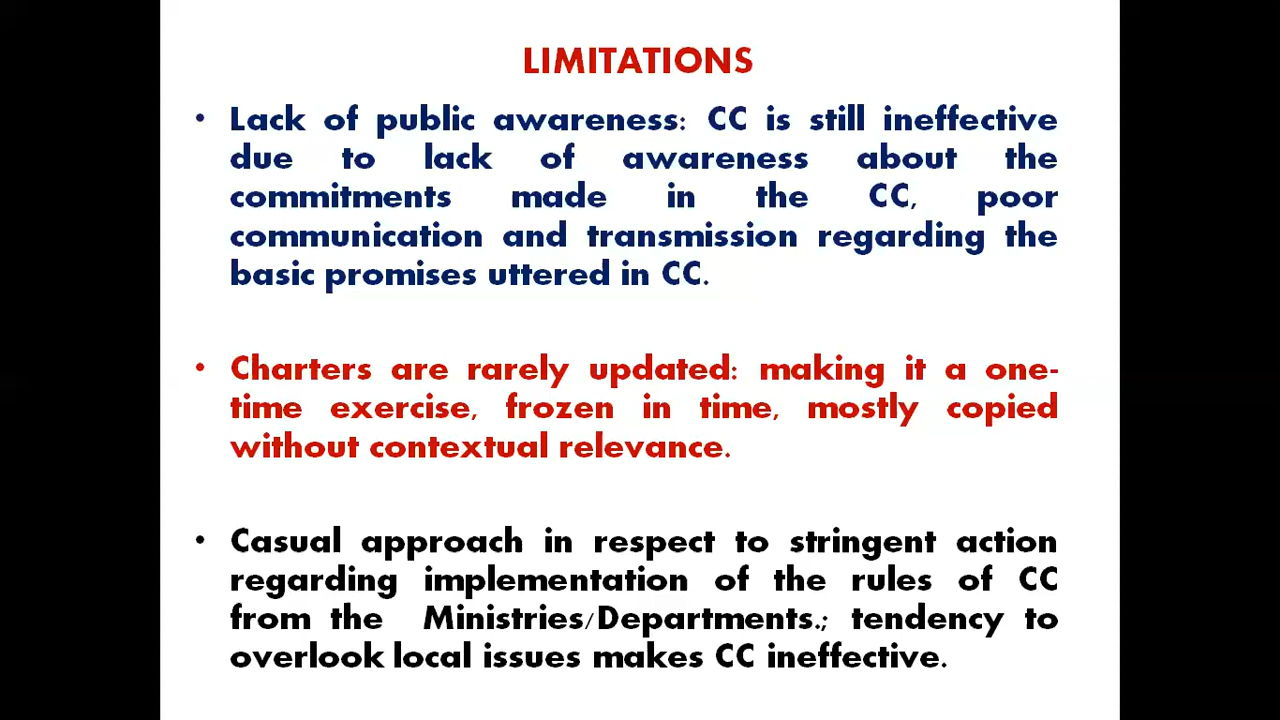 LIMITATIONS
• Lack of public awareness: CC is still ineffective
due to lack of awareness about the
commitments made in the CC, poor
communication and transmission regarding the
basic promises uttered in CC.
• Charters are rarely updated: making it a one-
time exercise, frozen in time, mostly copied
without contextual relevance.
• Casual approach in respect to stringent action
regarding implementation of the rules of CC
from the Ministries/Departments.; tendency to
overlook local issues makes CC ineffective.